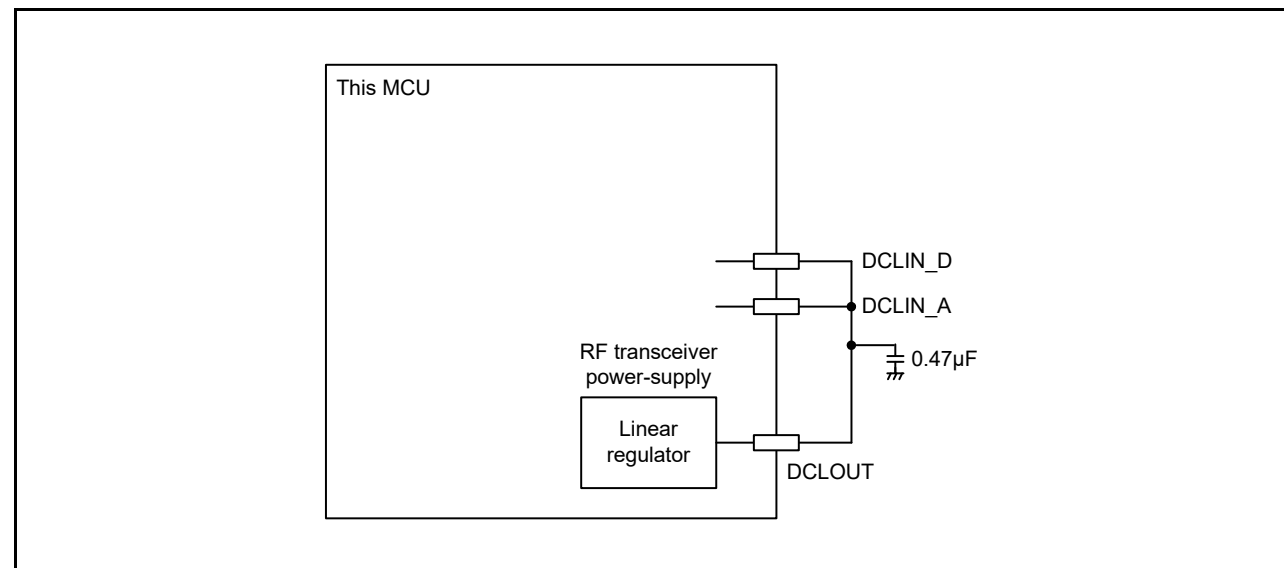 This MCU
DCLIN_D
DCLIN_A
RF transceiver
power-supply
0.47µF
Linear
regulator
DCLOUT